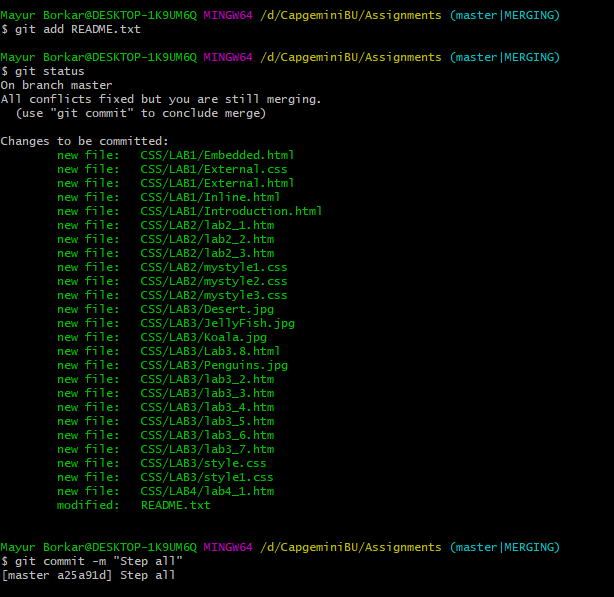 Mayur Borkar@DESKTOP-1K9UM6Q MINGW64 /d/CapgeminiBU/Assignments (master|MERGING)
$ git add README.txt
Mayur Borkar@DESKTOP-1K9UM6Q MINGW64 /d/CapgeminiBU/Assignments (master|MERGING)
$ git status
On branch master
All conflicts fixed but you are still merging.
  (use "git commit" to conclude merge)
Changes to be committed:
        new file:   CSS/LAB1/Embedded.html
        new file:   CSS/LAB1/External.css
        new file:   CSS/LAB1/External.html
        new file:   CSS/LAB1/Inline.html
        new file:   CSS/LAB1/Introduction.html
        new file:   CSS/LAB2/lab2_1.htm
        new file:   CSS/LAB2/lab2_2.htm
        new file:   CSS/LAB2/lab2_3.htm
        new file:   CSS/LAB2/mystyle1.css
        new file:   CSS/LAB2/mystyle2.css
        new file:   CSS/LAB2/mystyle3.css
        new file:   CSS/LAB3/Desert.jpg
        new file:   CSS/LAB3/JellyFish.jpg
        new file:   CSS/LAB3/Koala.jpg
        new file:   CSS/LAB3/Lab3.8.html
        new file:   CSS/LAB3/Penguins.jpg
        new file:   CSS/LAB3/lab3_2.htm
        new file:   CSS/LAB3/lab3_3.htm
        new file:   CSS/LAB3/lab3_4.htm
        new file:   CSS/LAB3/lab3_5.htm
        new file:   CSS/LAB3/lab3_6.htm
        new file:   CSS/LAB3/lab3_7.htm
        new file:   CSS/LAB3/style.css
        new file:   CSS/LAB3/style1.css
        new file:   CSS/LAB4/lab4_1.htm
        modified:   README.txt
Mayur Borkar@DESKTOP-1K9UM6Q MINGW64 /d/CapgeminiBU/Assignments (master|MERGING)
$ git commit -m "Step all"
[master a25a91d] Step all